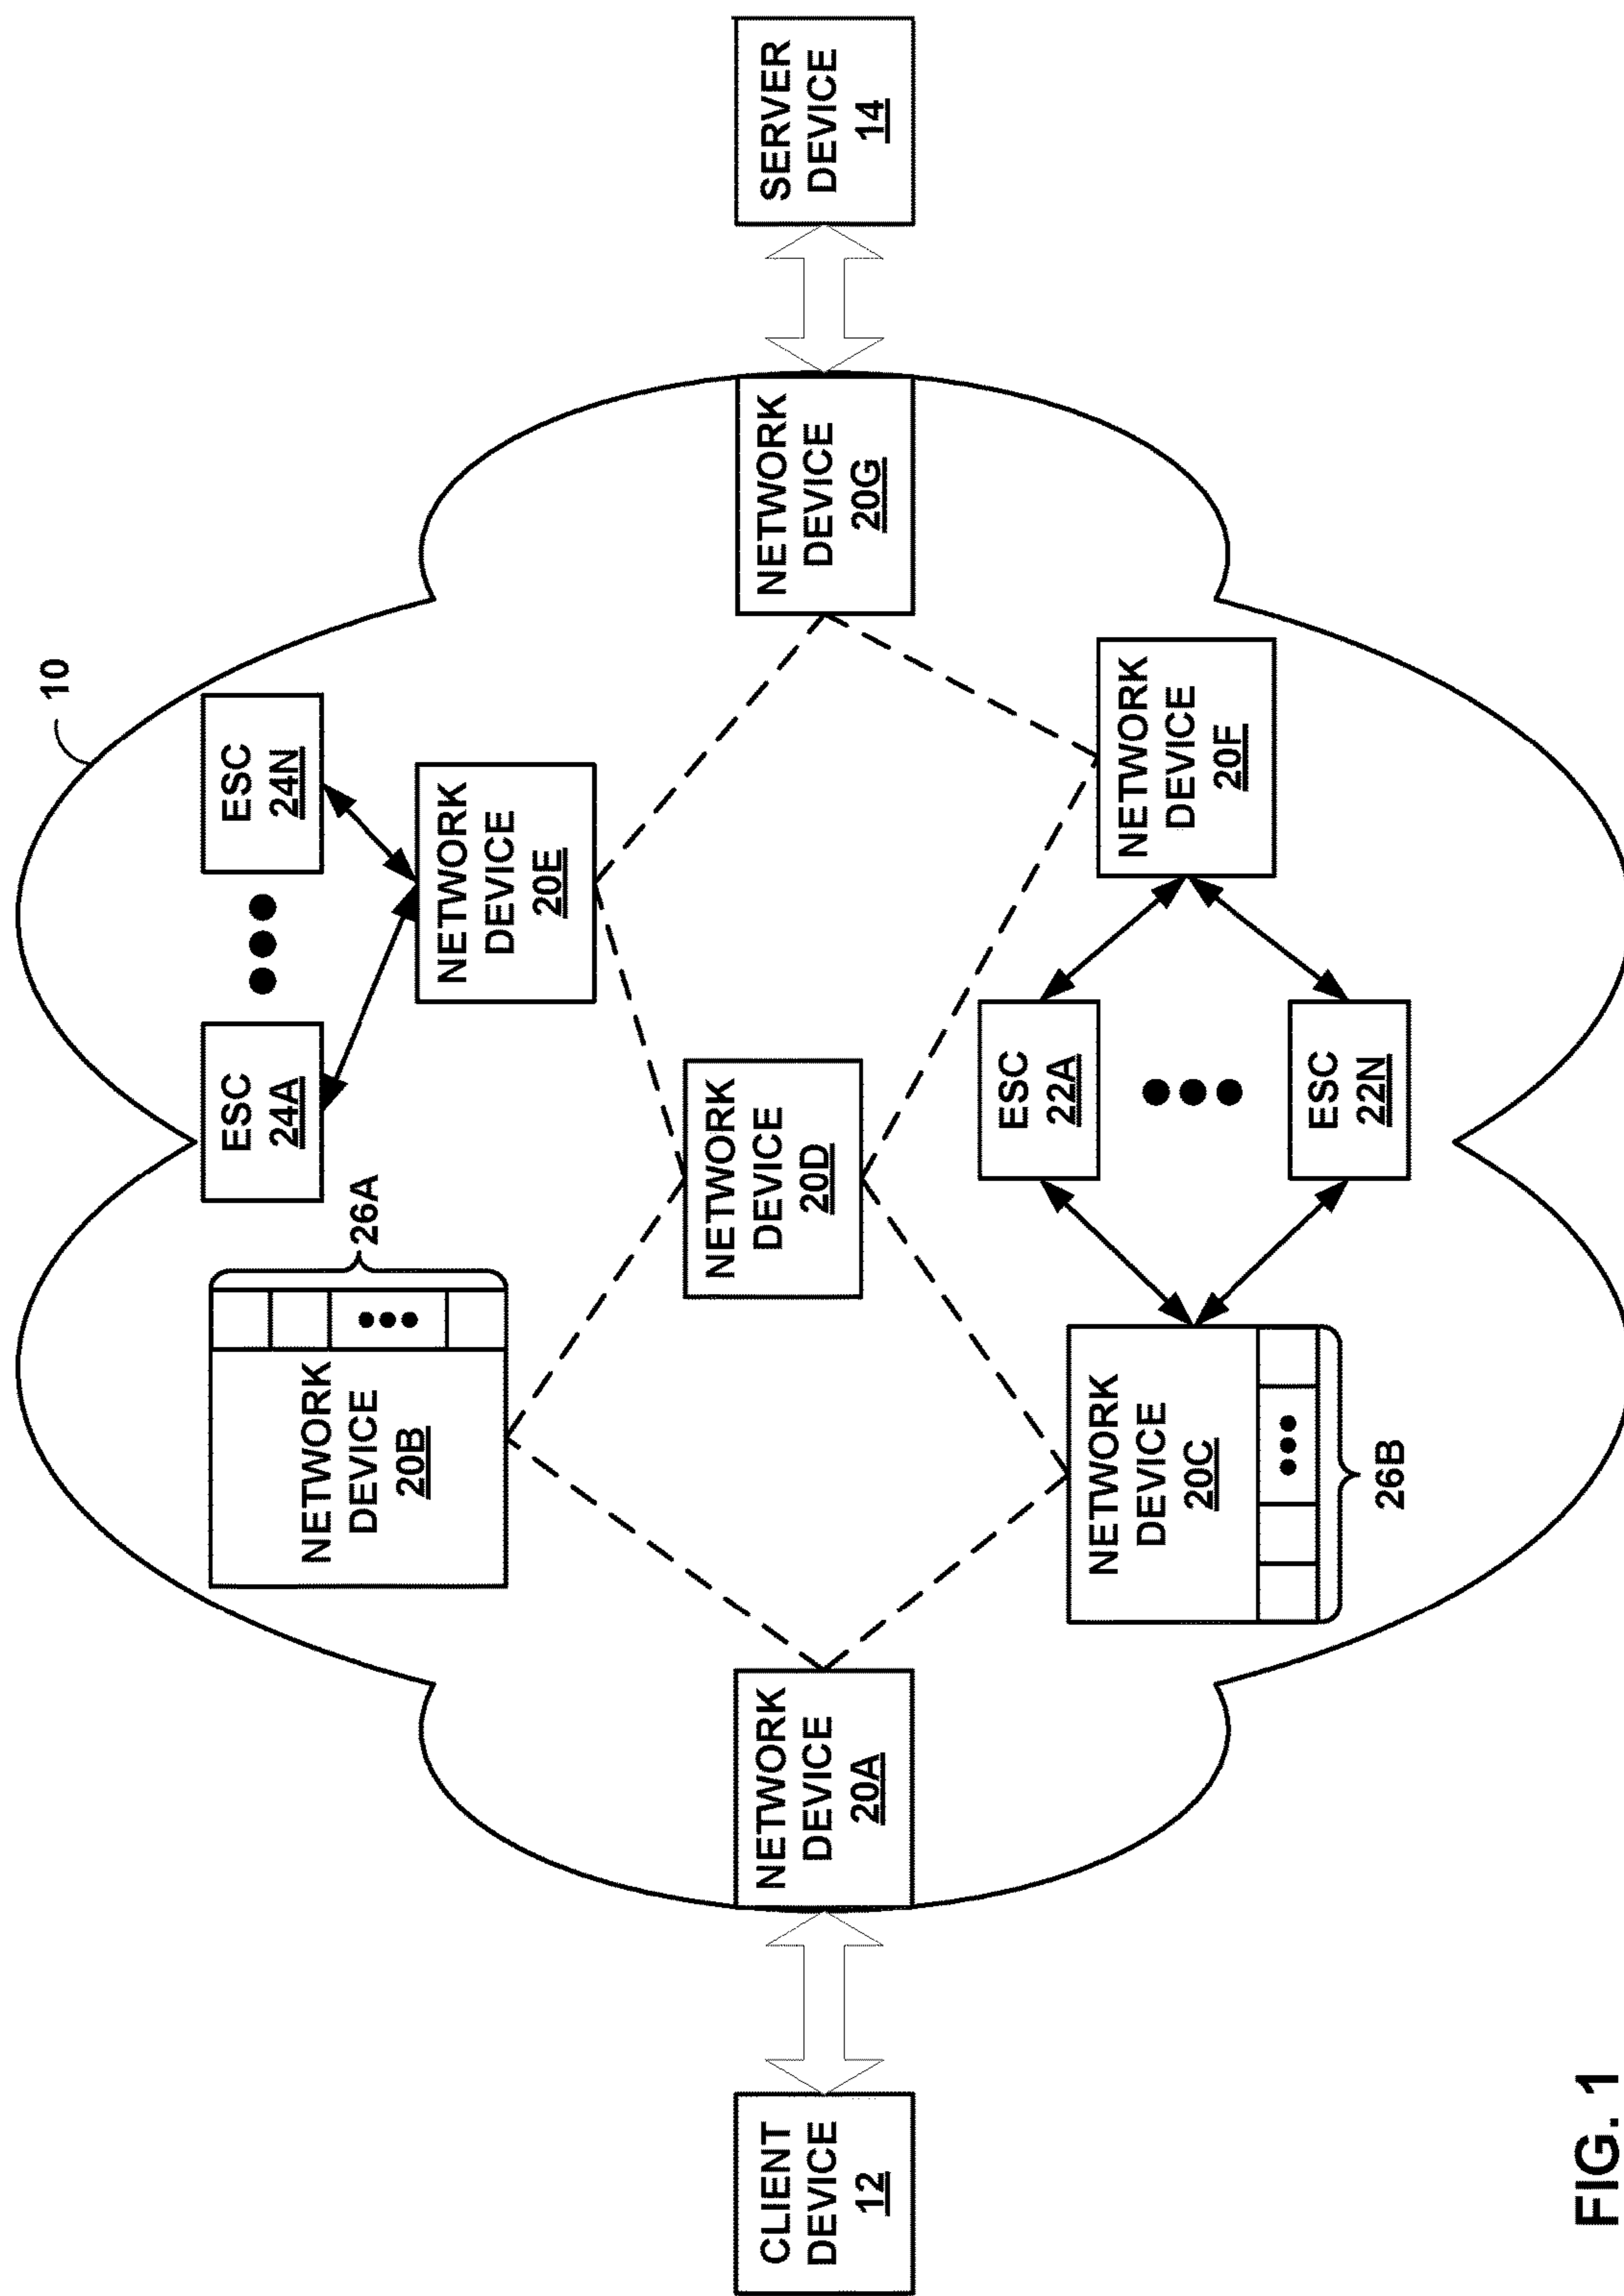 10
ESC
24A
ESC
24N
26A
NETWORK
DEVICE
20B
NETWORK
DEVICE
20E
CLIENT
DEVICE
12
NETWORK
DEVICE
20A
NETWORK
DEVICE
20D
NETWORK
DEVICE
20G
SERVER
DEVICE
14
ESC
22A
NETWORK
DEVICE
20C
NETWORK
DEVICE
20F
ESC
22N
26B
FIG. 1